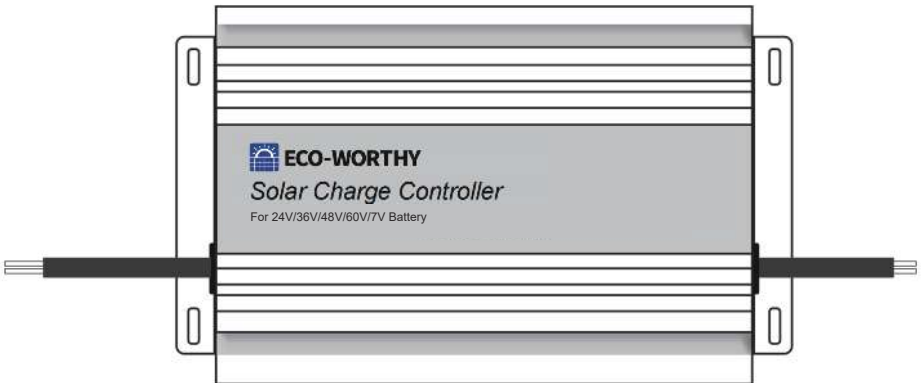 ECO-WORTHY
Solar Charge Controller
For 24V/36V/48V/60V/7V Battery